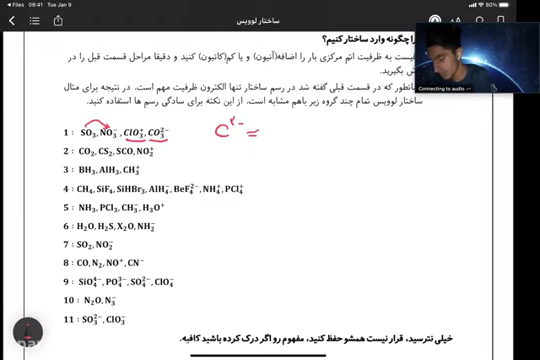 09:41 Tue Jan 9
80%
ساختار لوویس
را چگونه وارد ساختار کنیم؟
فیست به ظرفیت اتم مرکزی بار را اضافه(آنیون) و یا کم(کاتیون) کنید و دقیقا مراحل قسمت قبل را در
ش بگیرید.
انطور که در قسمت قبلی گفته شد در رسم ساختار تنها الکترون ظرفیت مهم است. در نتیجه برای مثال
ساختار لوویس تمام چند گروه زیر باهم مشابه است، از این نکته برای سادگی رسم ها استفاده کنید.
Connecting to audio
1 : SO₃, NO₃⁻, ClO₃⁺, CO₃²⁻
C²⁻ =
2 : CO₂, CS₂, SCO, NO₂⁺
3 : BH₃, AlH₃, CH₃⁺
4 : CH₄, SiF₄, SiHBr₃, AlH₄⁻, BeF₄²⁻, NH₄⁺, PCl₄⁺
5 : NH₃, PCl₃, CH₃⁻, H₃O⁺
6 : H₂O, H₂S, X₂O, NH₂⁻
7 : SO₂, NO₂⁻
8 : CO, N₂, NO⁺, CN⁻
9 : SiO₄⁴⁻, PO₄³⁻, SO₄²⁻, ClO₄⁻
10 : N₂O, N₃⁻
11 : SO₃²⁻, ClO₃⁻
خیلی نترسید، قرار نیست همشو حفظ کنید، مفهوم رو اگر درک کرده باشید کافیه.